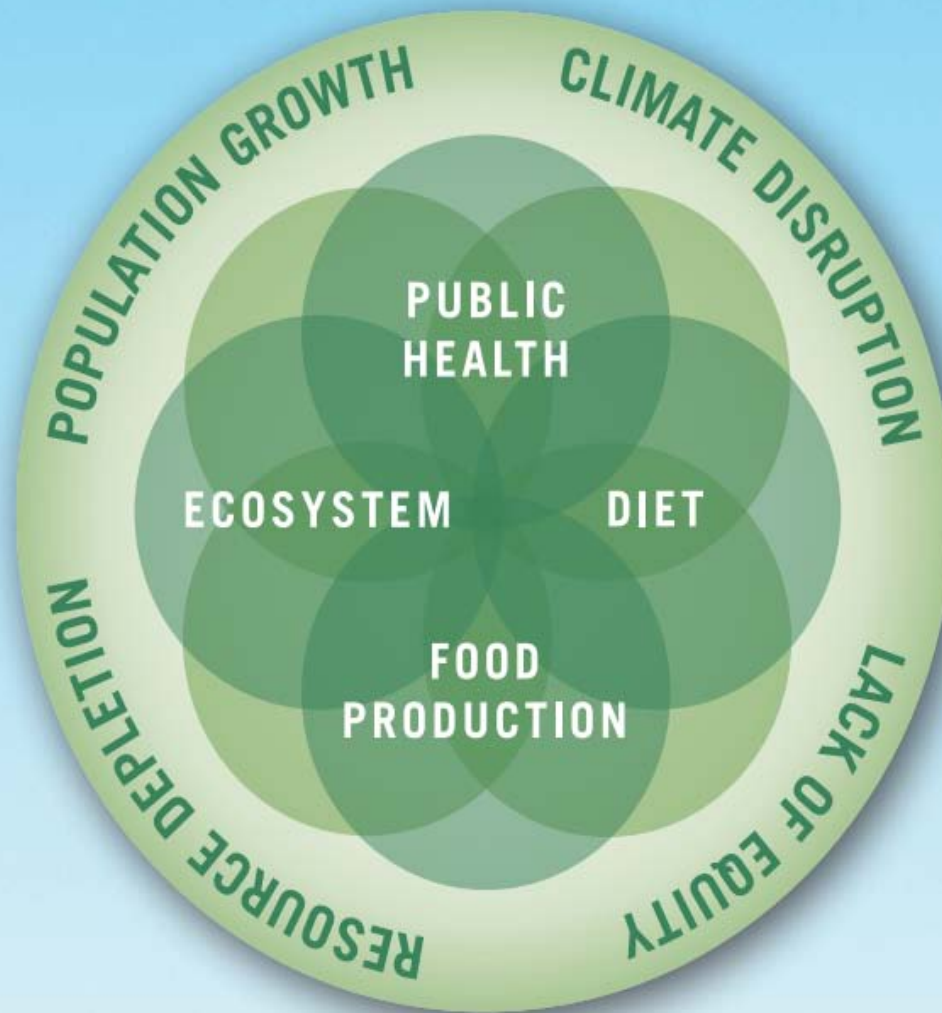 POPULATION GROWTH
CLIMATE DISRUPTION
PUBLIC
HEALTH
ECOSYSTEM
DIET
FOOD
PRODUCTION
RESOURCE DEPLETION
LACK OF EQUITY